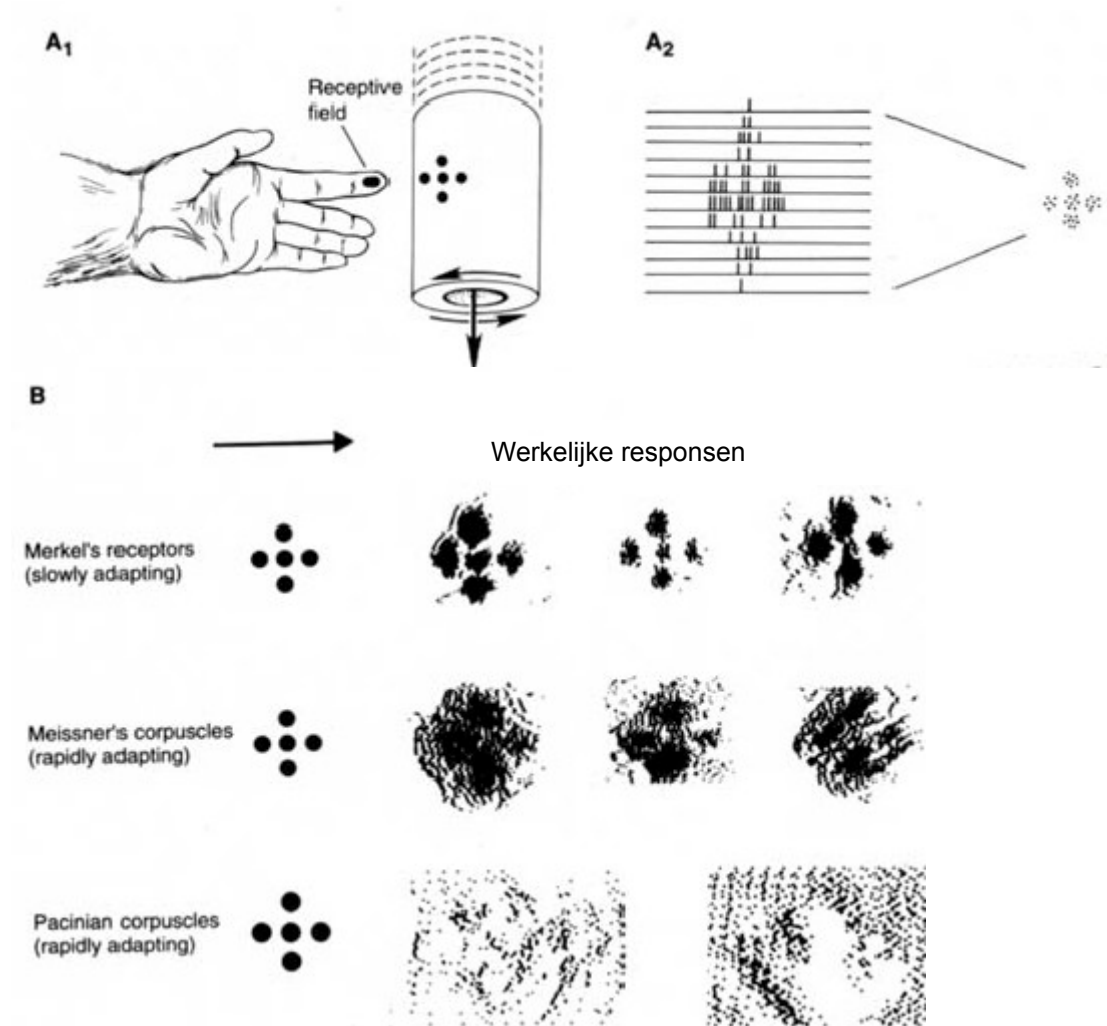 A1
A2
Receptive
field
B
Werkelijke responsen
Merkel's receptors
(slowly adapting)
Meissner's corpuscles
(rapidly adapting)
Pacinian corpuscles
(rapidly adapting)